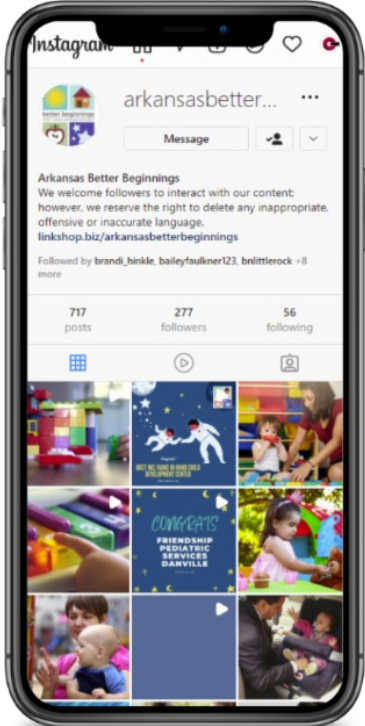 Instagram
better beginnings
arkansasbetter...
Message
Arkansas Better Beginnings
We welcome followers to interact with our content;
however, we reserve the right to delete any inappropriate,
offensive or inaccurate language.
linkshop.biz/arkansasbetterbeginnings
Followed by brandi_hinkle, baileyfaulkner123, bnlittlerock +8
more
717 277 56
posts followers following
DEVELOPMENT CENTER
CONGRATS
FRIENDSHIP
PEDIATRIC
SERVICES
DANVILLE